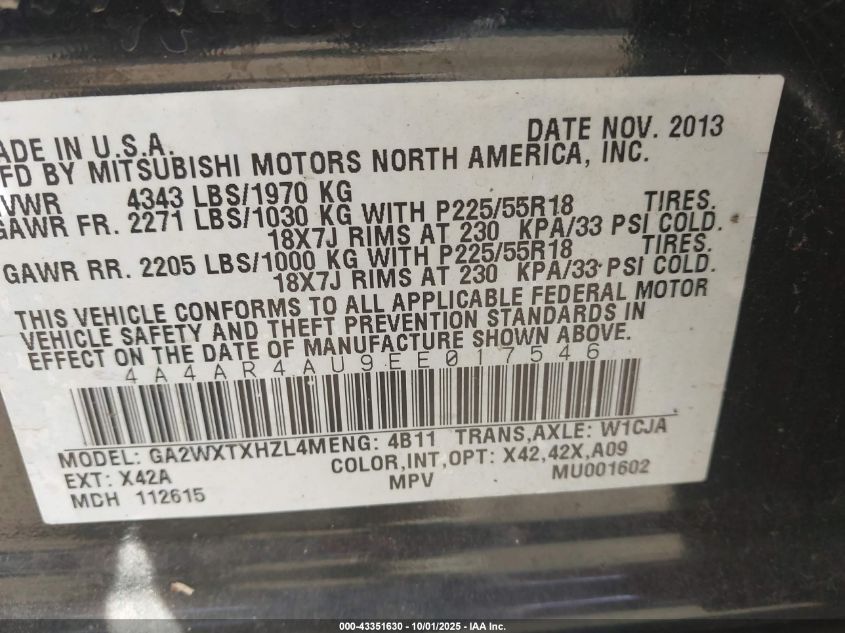 ADE IN U.S.A. DATE NOV. 2013
FD BY MITSUBISHI MOTORS NORTH AMERICA, INC.
VWR 4343 LBS/1970 KG
GAWR FR. 2271 LBS/1030 KG WITH P225/55R18 TIRES.
18X7J RIMS AT 230 KPA/33 PSI COLD.
GAWR RR. 2205 LBS/1000 KG WITH P225/55R18 TIRES.
18X7J RIMS AT 230 KPA/33 PSI COLD.
THIS VEHICLE CONFORMS TO ALL APPLICABLE FEDERAL MOTOR
VEHICLE SAFETY AND THEFT PREVENTION STANDARDS IN
EFFECT ON THE DATE OF MANUFACTURE SHOWN ABOVE.
4A4AR4AU9EE017546
MODEL: GA2WXTXHZL4MENG: 4B11 TRANS,AXLE: W1CJA
EXT: X42A COLOR,INT,OPT: X42,42X,A09
MDH 112615 MPV MU001602
000-43351630 - 10/01/2025 - IAA Inc.